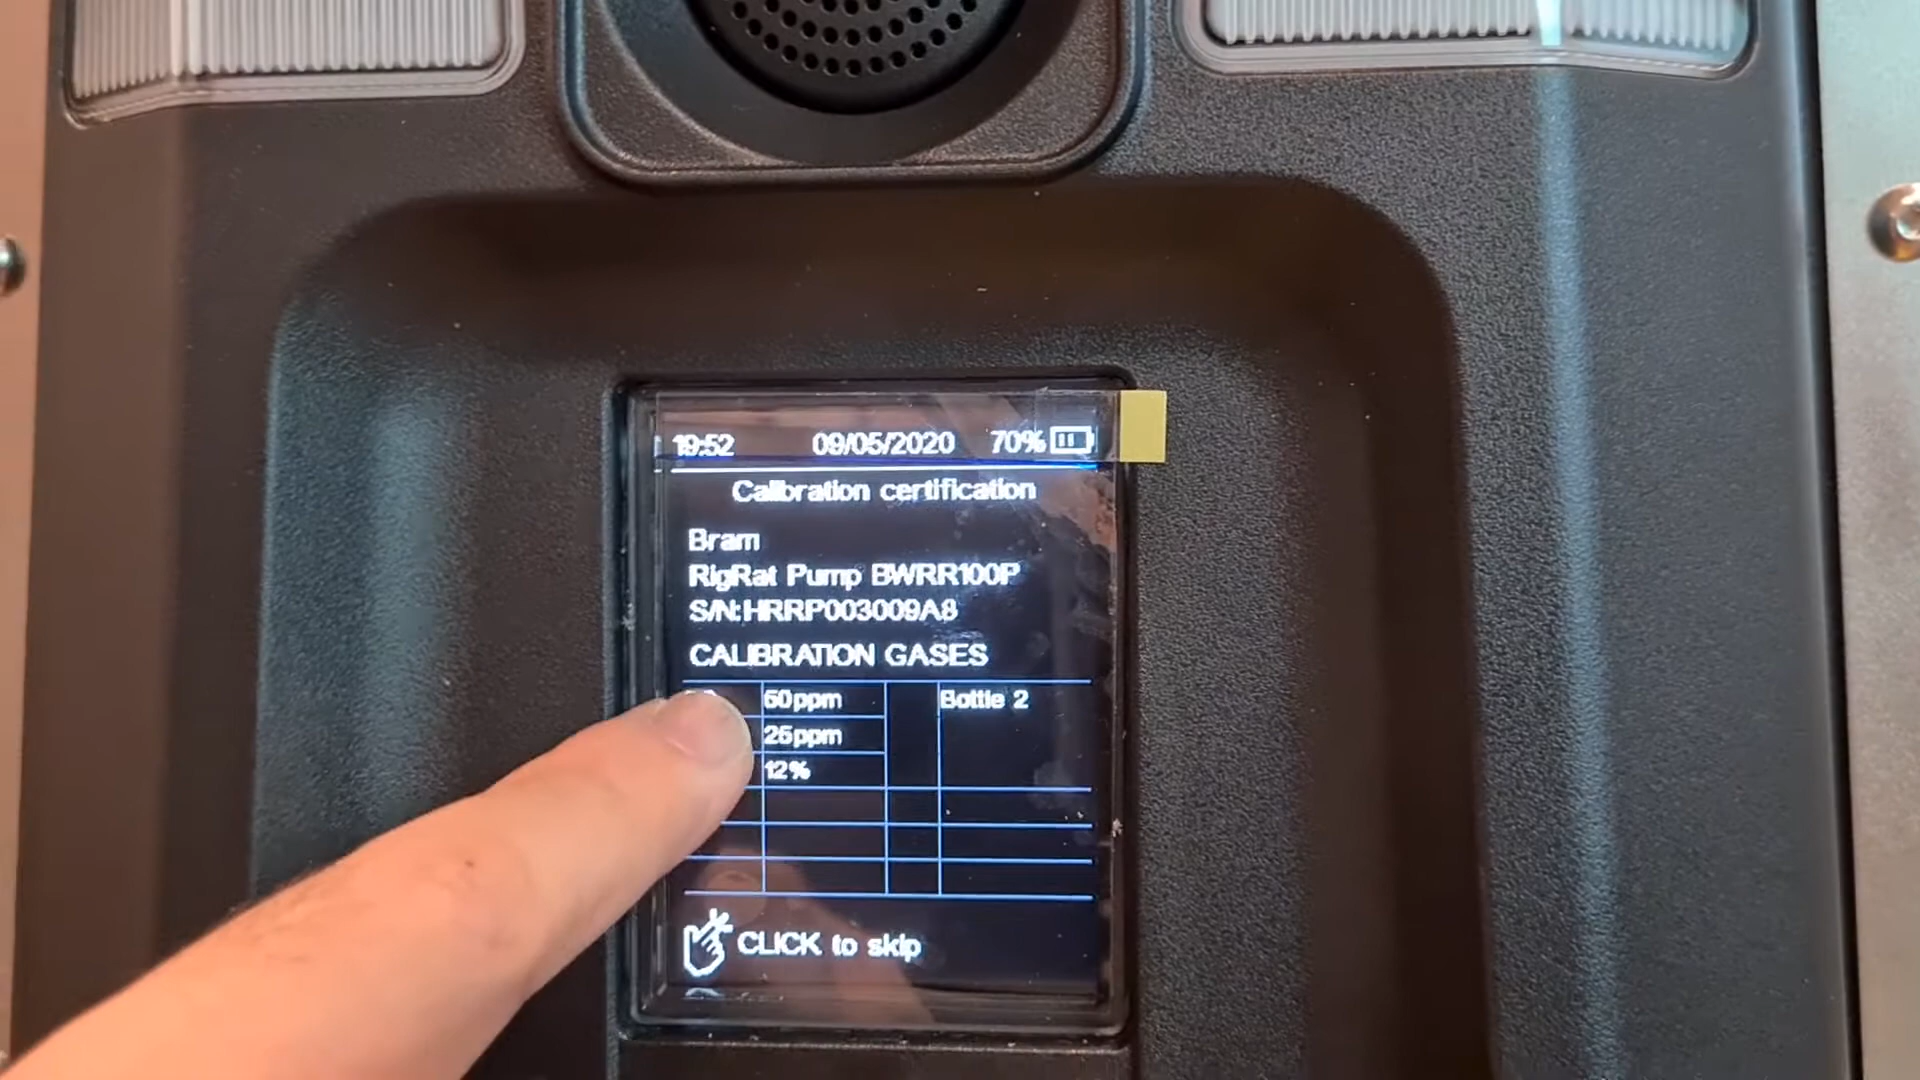 19:52 09/05/2020 70%
Calibration certification
Bram
RigRat Pump BWRR100P
S/N:HRRP003009A8
CALIBRATION GASES
50ppm Bottle 2
25ppm
12%
CLICK to skip